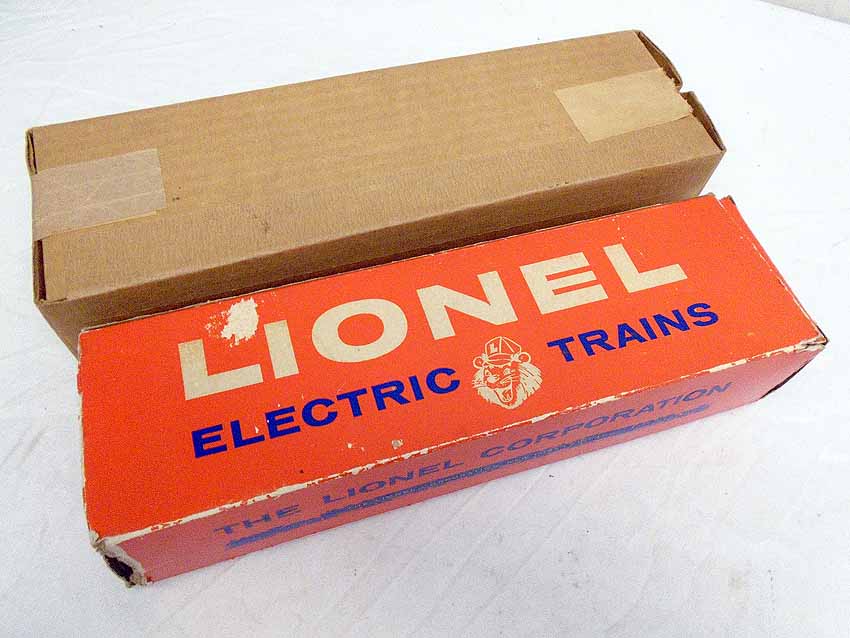 LIONEL
ELECTRIC TRAINS
L
THE LIONEL CORPORATION